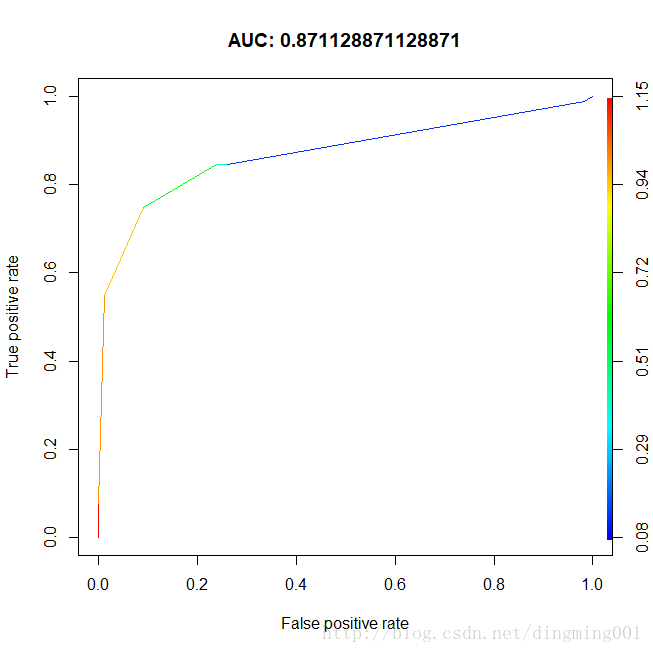 AUC: 0.871128871128871
True positive rate
1.0
0.8
0.6
0.4
0.2
0.0
1.15
0.94
0.72
0.51
0.29
0.08
0.0 0.2 0.4 0.6 0.8 1.0
False positive rate
http://blog.csdn.net/dingming001